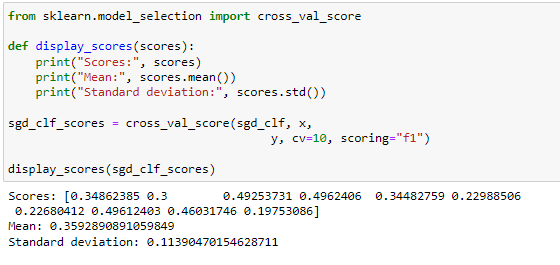 from sklearn.model_selection import cross_val_score
def display_scores(scores):
    print("Scores:", scores)
    print("Mean:", scores.mean())
    print("Standard deviation:", scores.std())
sgd_clf_scores = cross_val_score(sgd_clf, x,
                                 y, cv=10, scoring="f1")
display_scores(sgd_clf_scores)
Scores: [0.34862385 0.3        0.49253731 0.4962406  0.34482759 0.22988506
 0.22680412 0.49612403 0.46031746 0.19753086]
Mean: 0.3592890891059849
Standard deviation: 0.11390470154628711